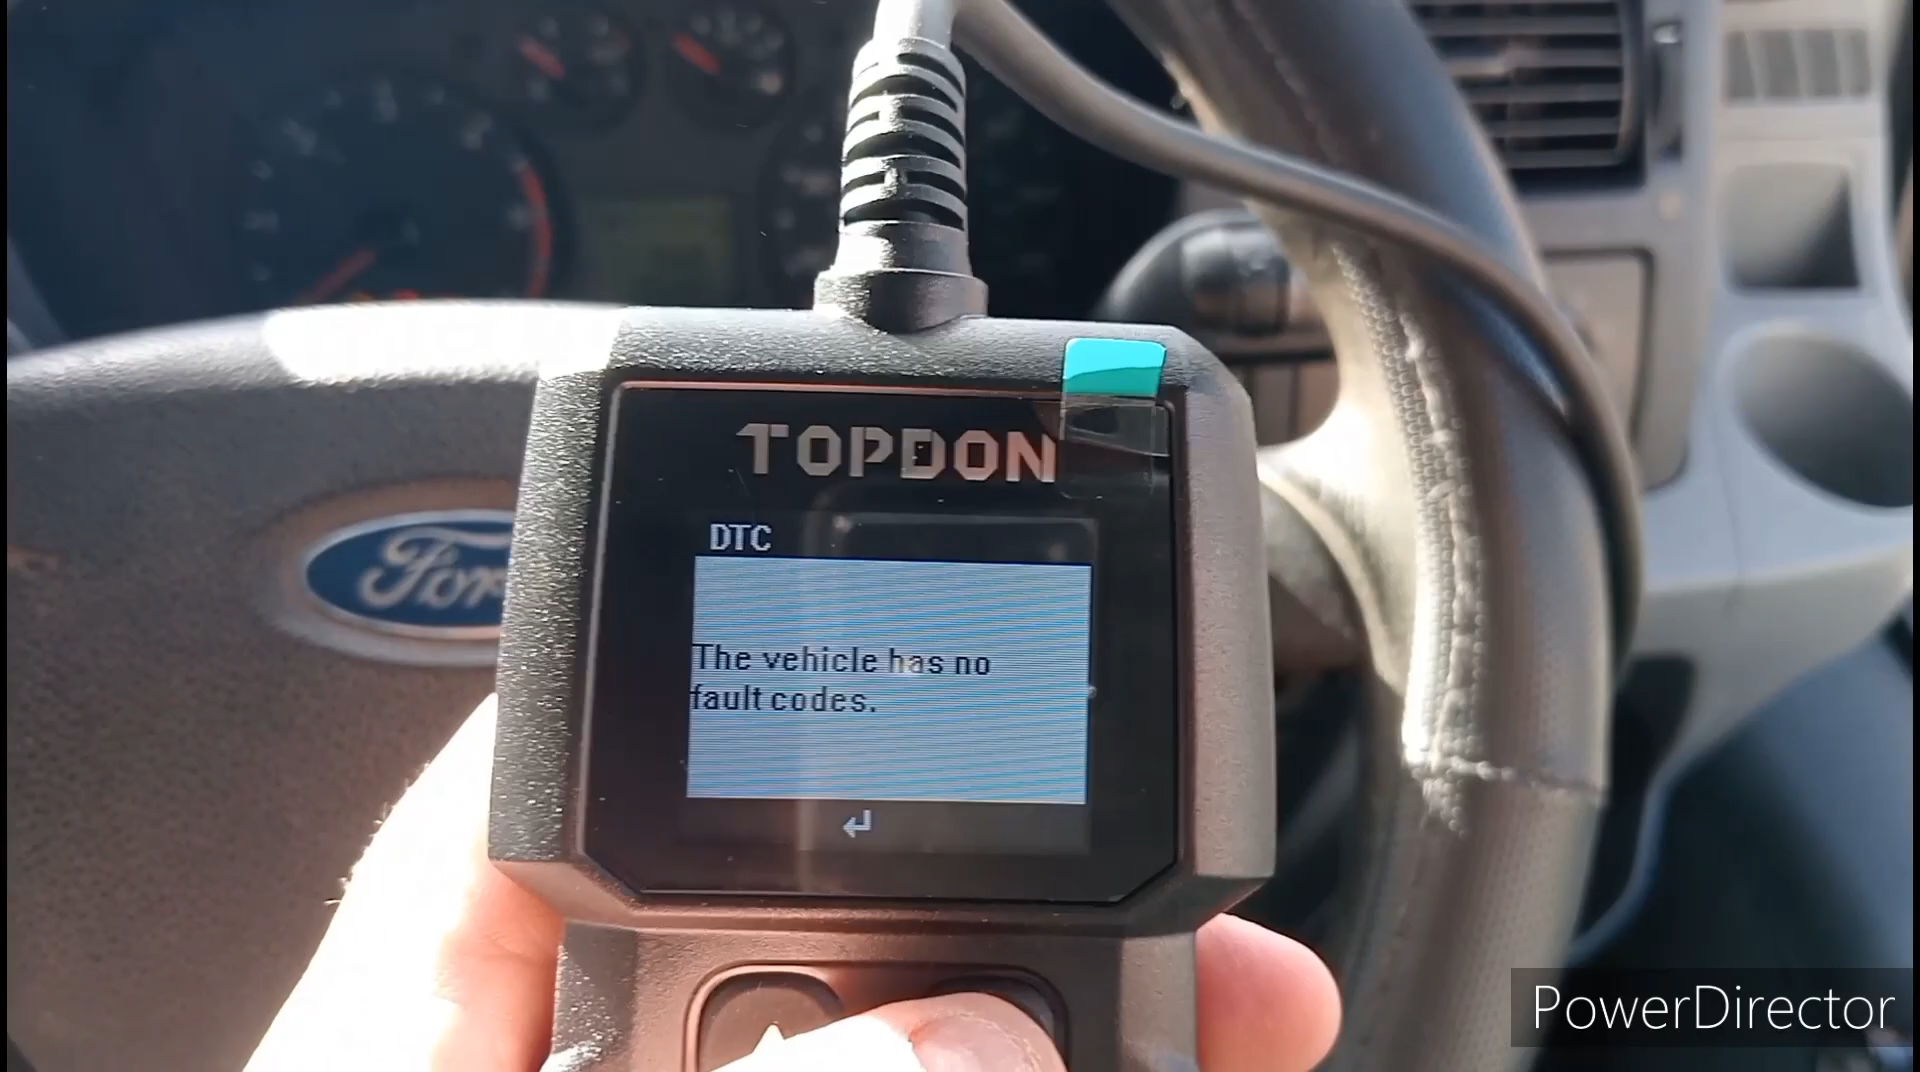 TOPDON
DTC
Ford
The vehicle has no
fault codes.
PowerDirector